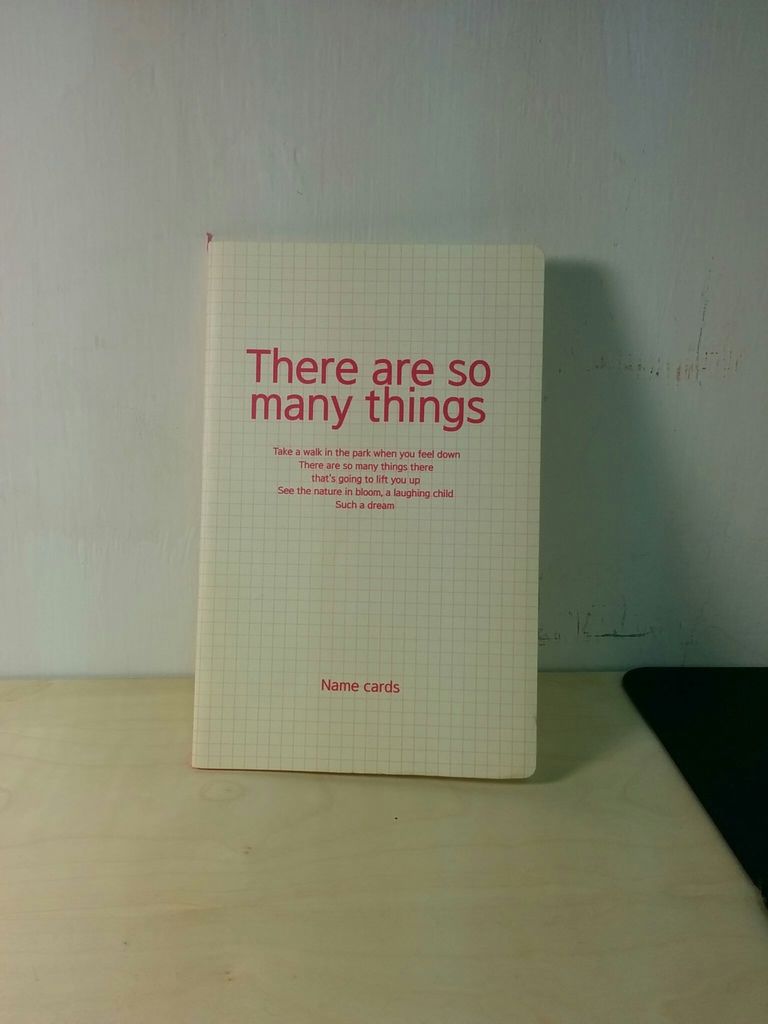 There are so
many things
Take a walk in the park when you feel down
There are so many things there
that's going to lift you up
See the nature in bloom, a laughing child
Such a dream
Name cards